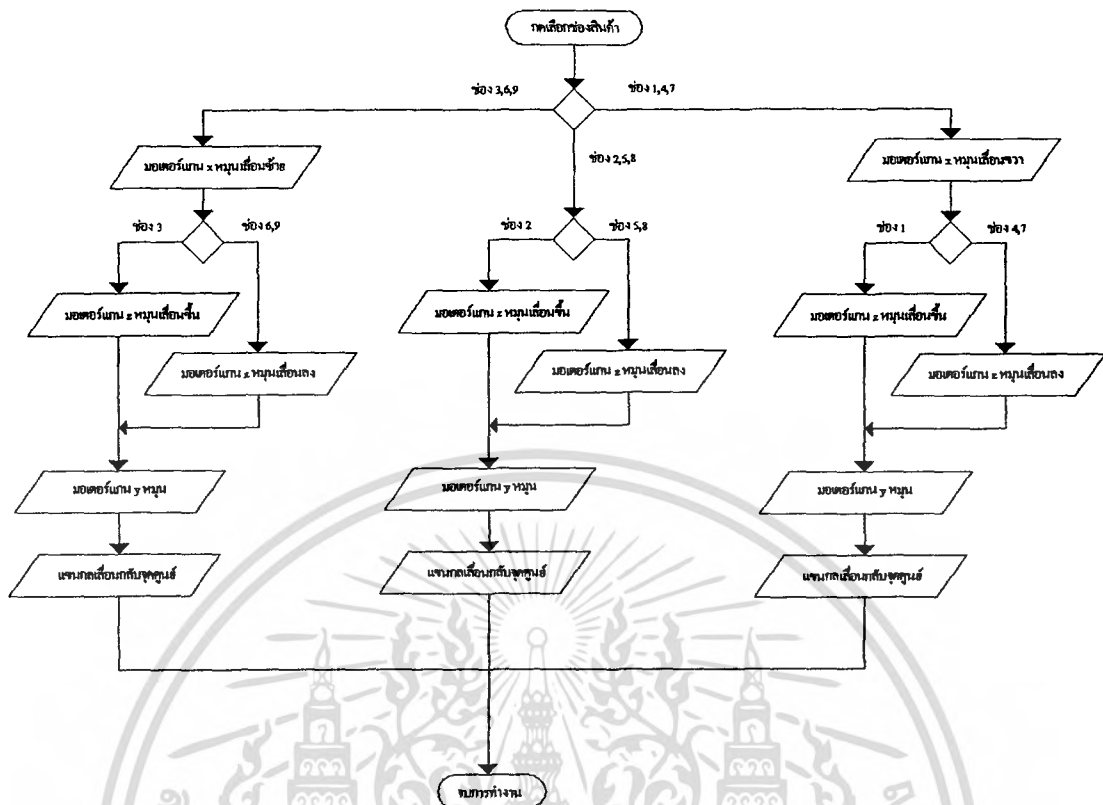 กดเลือกช่องสินค้า
ช่อง 3,6,9
ช่อง 1,4,7
ช่อง 2,5,8
มอเตอร์แกน x หมุนเลื่อนซ้าย
มอเตอร์แกน x หมุนเลื่อนขวา
ช่อง 3
ช่อง 6,9
ช่อง 2
ช่อง 5,8
ช่อง 1
ช่อง 4,7
มอเตอร์แกน z หมุนเลื่อนขึ้น
มอเตอร์แกน z หมุนเลื่อนขึ้น
มอเตอร์แกน z หมุนเลื่อนขึ้น
มอเตอร์แกน z หมุนเลื่อนลง
มอเตอร์แกน z หมุนเลื่อนลง
มอเตอร์แกน z หมุนเลื่อนลง
มอเตอร์แกน y หมุน
มอเตอร์แกน y หมุน
มอเตอร์แกน y หมุน
แขนกลเลื่อนกลับจุดศูนย์
แขนกลเลื่อนกลับจุดศูนย์
แขนกลเลื่อนกลับจุดศูนย์
จบการทำงาน